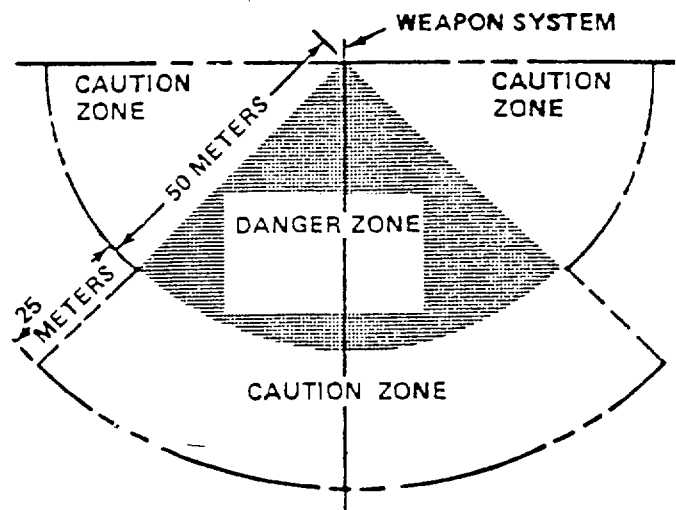 WEAPON SYSTEM
CAUTION
ZONE
CAUTION
ZONE
50 METERS
DANGER ZONE
25
METERS
CAUTION ZONE